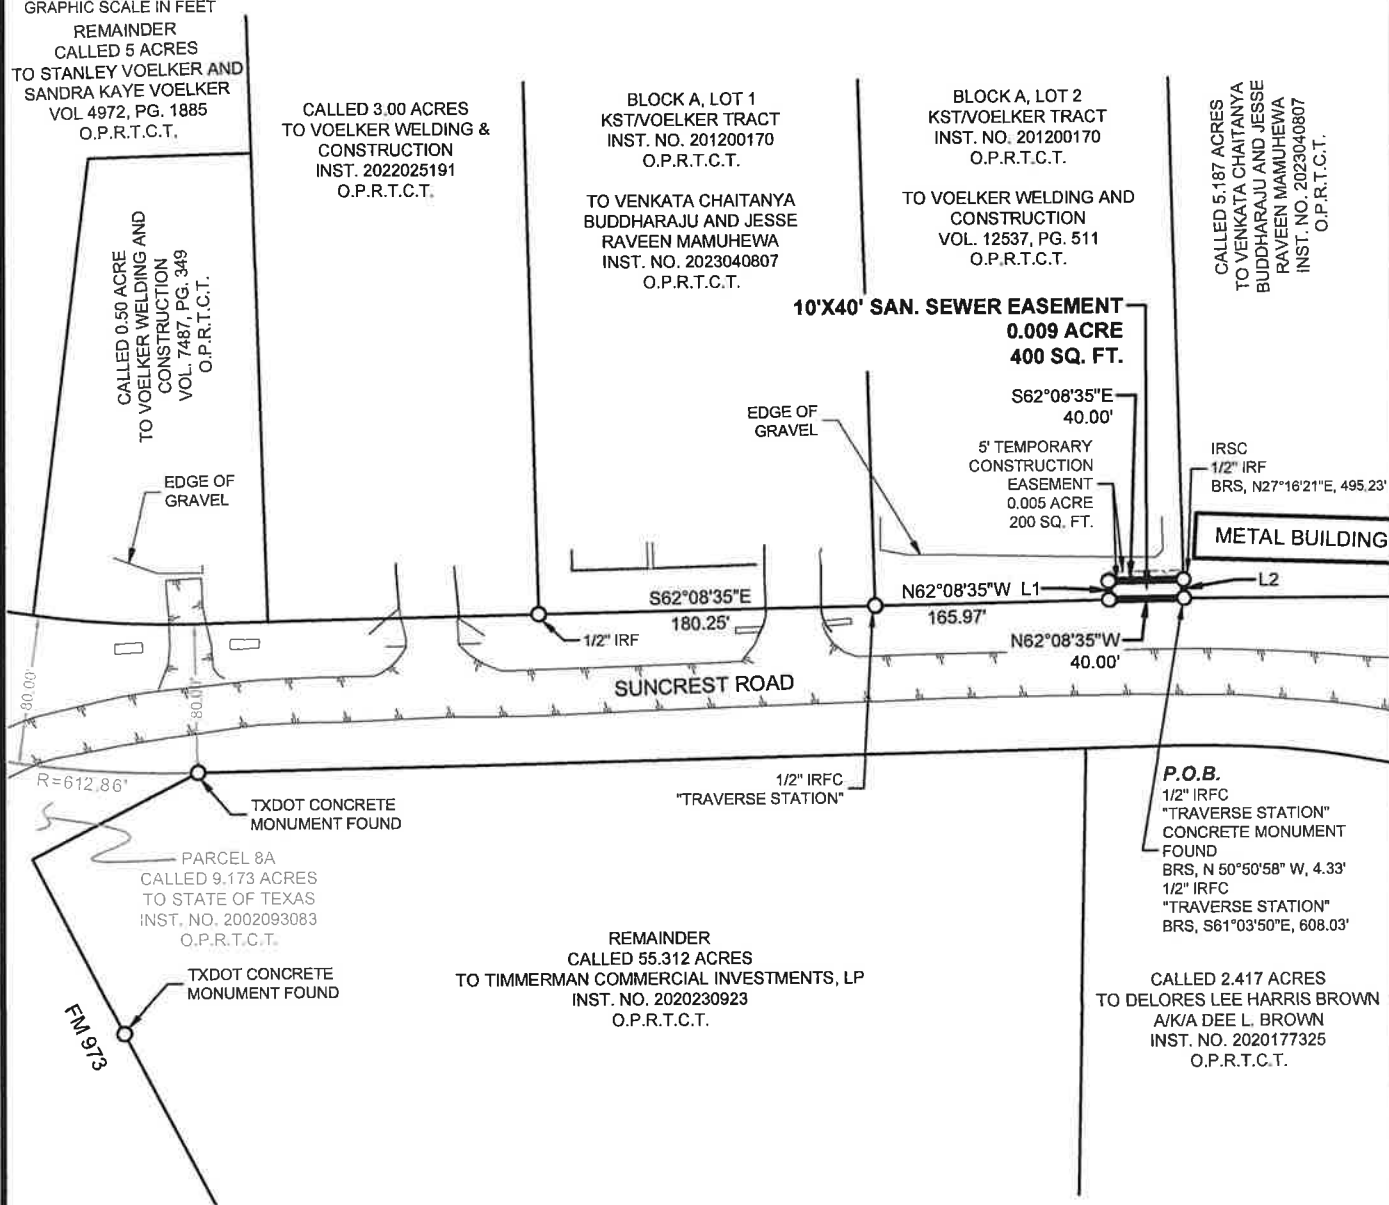 GRAPHIC SCALE IN FEET
REMAINDER
CALLED 5 ACRES
TO STANLEY VOELKER AND
SANDRA KAYE VOELKER
VOL 4972, PG. 1885
O.P.R.T.C.T.
CALLED 3.00 ACRES
TO VOELKER WELDING &
CONSTRUCTION
INST. 2022025191
O.P.R.T.C.T.
BLOCK A, LOT 1
KST/VOELKER TRACT
INST. NO. 201200170
O.P.R.T.C.T.
TO VENKATA CHAITANYA
BUDDHARAJU AND JESSE
RAVEEN MAMUHEWA
INST. NO. 2023040807
O.P.R.T.C.T.
BLOCK A, LOT 2
KST/VOELKER TRACT
INST. NO. 201200170
O.P.R.T.C.T.
TO VOELKER WELDING AND
CONSTRUCTION
VOL. 12537, PG. 511
O.P.R.T.C.T.
CALLED 5.187 ACRES
TO VENKATA CHAITANYA
BUDDHARAJU AND JESSE
RAVEEN MAMUHEWA
INST. NO. 2023040807
O.P.R.T.C.T.
CALLED 0.50 ACRE
TO VOELKER WELDING AND
CONSTRUCTION
VOL. 7487, PG. 349
O.P.R.T.C.T.
10'X40' SAN. SEWER EASEMENT
0.009 ACRE
400 SQ. FT.
S62°08'35"E
40.00'
EDGE OF
GRAVEL
5' TEMPORARY
CONSTRUCTION
EASEMENT
0.005 ACRE
200 SQ. FT.
IRSC
1/2" IRF
BRS, N27°16'21"E, 495.23'
EDGE OF
GRAVEL
METAL BUILDING
S62°08'35"E
180.25'
N62°08'35"W L1
165.97'
L2
1/2" IRF
N62°08'35"W
40.00'
SUNCREST ROAD
80.00'
80.01'
R=612.86'
1/2" IRFC
"TRAVERSE STATION"
TXDOT CONCRETE
MONUMENT FOUND
P.O.B.
1/2" IRFC
"TRAVERSE STATION"
CONCRETE MONUMENT
FOUND
BRS, N 50°50'58" W, 4.33'
1/2" IRFC
"TRAVERSE STATION"
BRS, S61°03'50"E, 608.03'
PARCEL 8A
CALLED 9.173 ACRES
TO STATE OF TEXAS
INST. NO. 2002093083
O.P.R.T.C.T.
TXDOT CONCRETE
MONUMENT FOUND
FM 973
REMAINDER
CALLED 55.312 ACRES
TO TIMMERMAN COMMERCIAL INVESTMENTS, LP
INST. NO. 2020230923
O.P.R.T.C.T.
CALLED 2.417 ACRES
TO DELORES LEE HARRIS BROWN
A/K/A DEE L. BROWN
INST. NO. 2020177325
O.P.R.T.C.T.